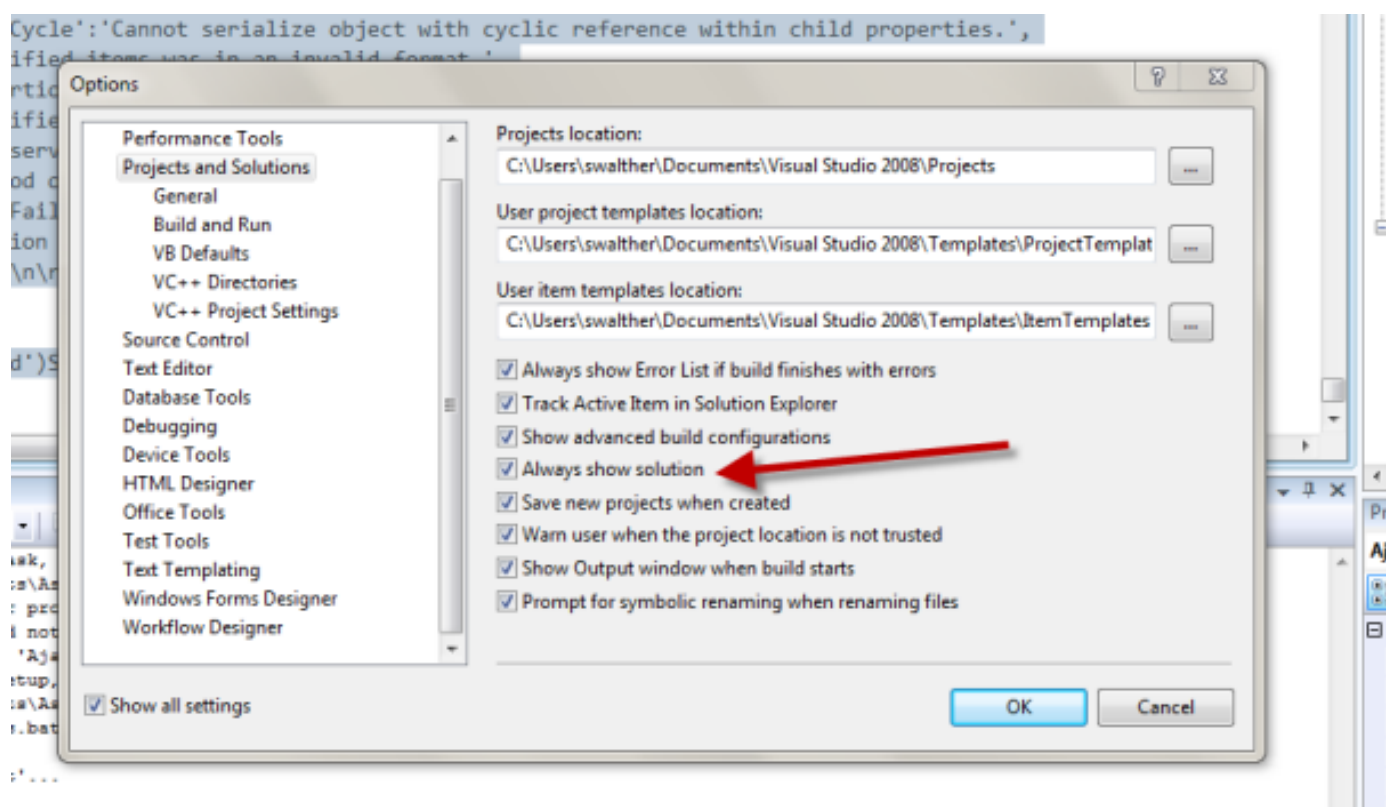 Cycle':'Cannot serialize object with cyclic reference within child properties.',
items was in an invalid format.'
Options
Performance Tools
Projects and Solutions
General
Build and Run
VB Defaults
VC++ Directories
VC++ Project Settings
Source Control
Text Editor
Database Tools
Debugging
Device Tools
HTML Designer
Office Tools
Test Tools
Text Templating
Windows Forms Designer
Workflow Designer
Show all settings
Projects location:
C:\Users\swalther\Documents\Visual Studio 2008\Projects
...
User project templates location:
C:\Users\swalther\Documents\Visual Studio 2008\Templates\ProjectTemplat
...
User item templates location:
C:\Users\swalther\Documents\Visual Studio 2008\Templates\ItemTemplates
...
Always show Error List if build finishes with errors
Track Active Item in Solution Explorer
Show advanced build configurations
Always show solution
Save new projects when created
Warn user when the project location is not trusted
Show Output window when build starts
Prompt for symbolic renaming when renaming files
OK
Cancel